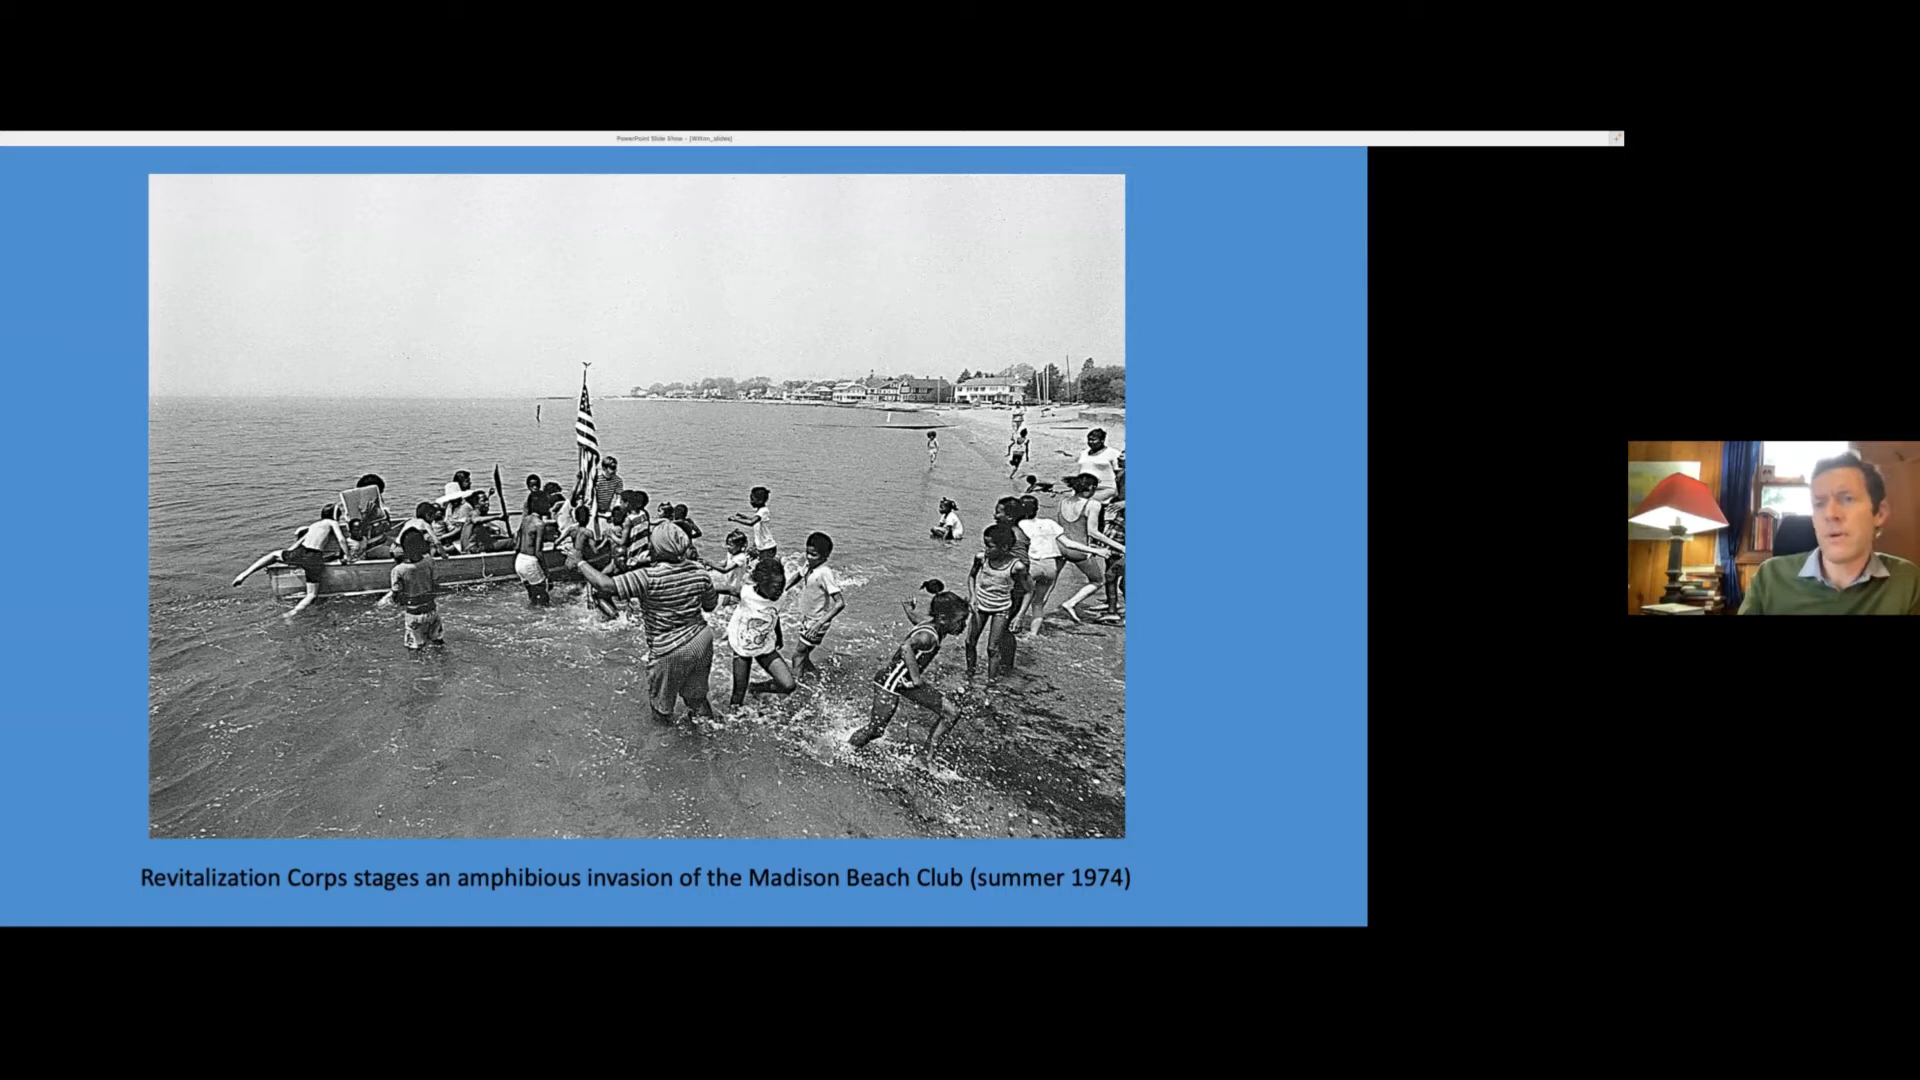 PowerPoint Slide Show - [Wilton_slides]
Revitalization Corps stages an amphibious invasion of the Madison Beach Club (summer 1974)